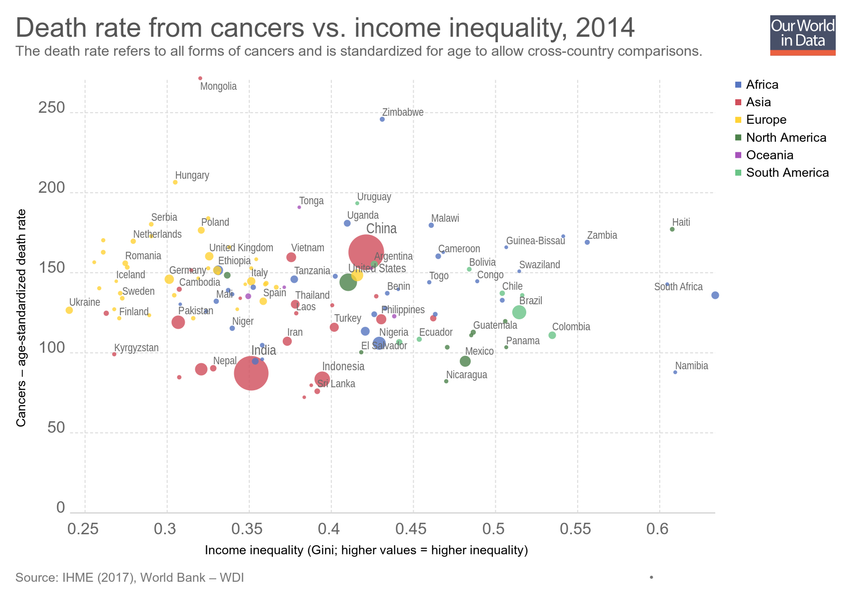 Death rate from cancers vs. income inequality, 2014
The death rate refers to all forms of cancers and is standardized for age to allow cross-country comparisons.
Our World
in Data
Africa
Asia
Europe
North America
Oceania
South America
Cancers – age-standardized death rate
250
200
150
100
50
0
Mongolia
Zimbabwe
Hungary
Tonga
Uruguay
Serbia
Poland
Uganda
Malawi
Haiti
China
Netherlands
Guinea-Bissau
Zambia
United Kingdom
Vietnam
Cameroon
Romania
Ethiopia
Argentina
Bolivia
Swaziland
Iceland
Germany
Italy
Tanzania
United States
Togo
Congo
Cambodia
Benin
Chile
South Africa
Sweden
Mali
Spain
Thailand
Ukraine
Finland
Pakistan
Laos
Philippines
Brazil
Niger
Turkey
Guatemala
Colombia
Iran
Nigeria
Ecuador
Kyrgyzstan
India
El Salvador
Mexico
Panama
Nepal
Indonesia
Sri Lanka
Nicaragua
Namibia
0.25
0.3
0.35
0.4
0.45
0.5
0.55
0.6
Income inequality (Gini; higher values = higher inequality)
Source: IHME (2017), World Bank – WDI